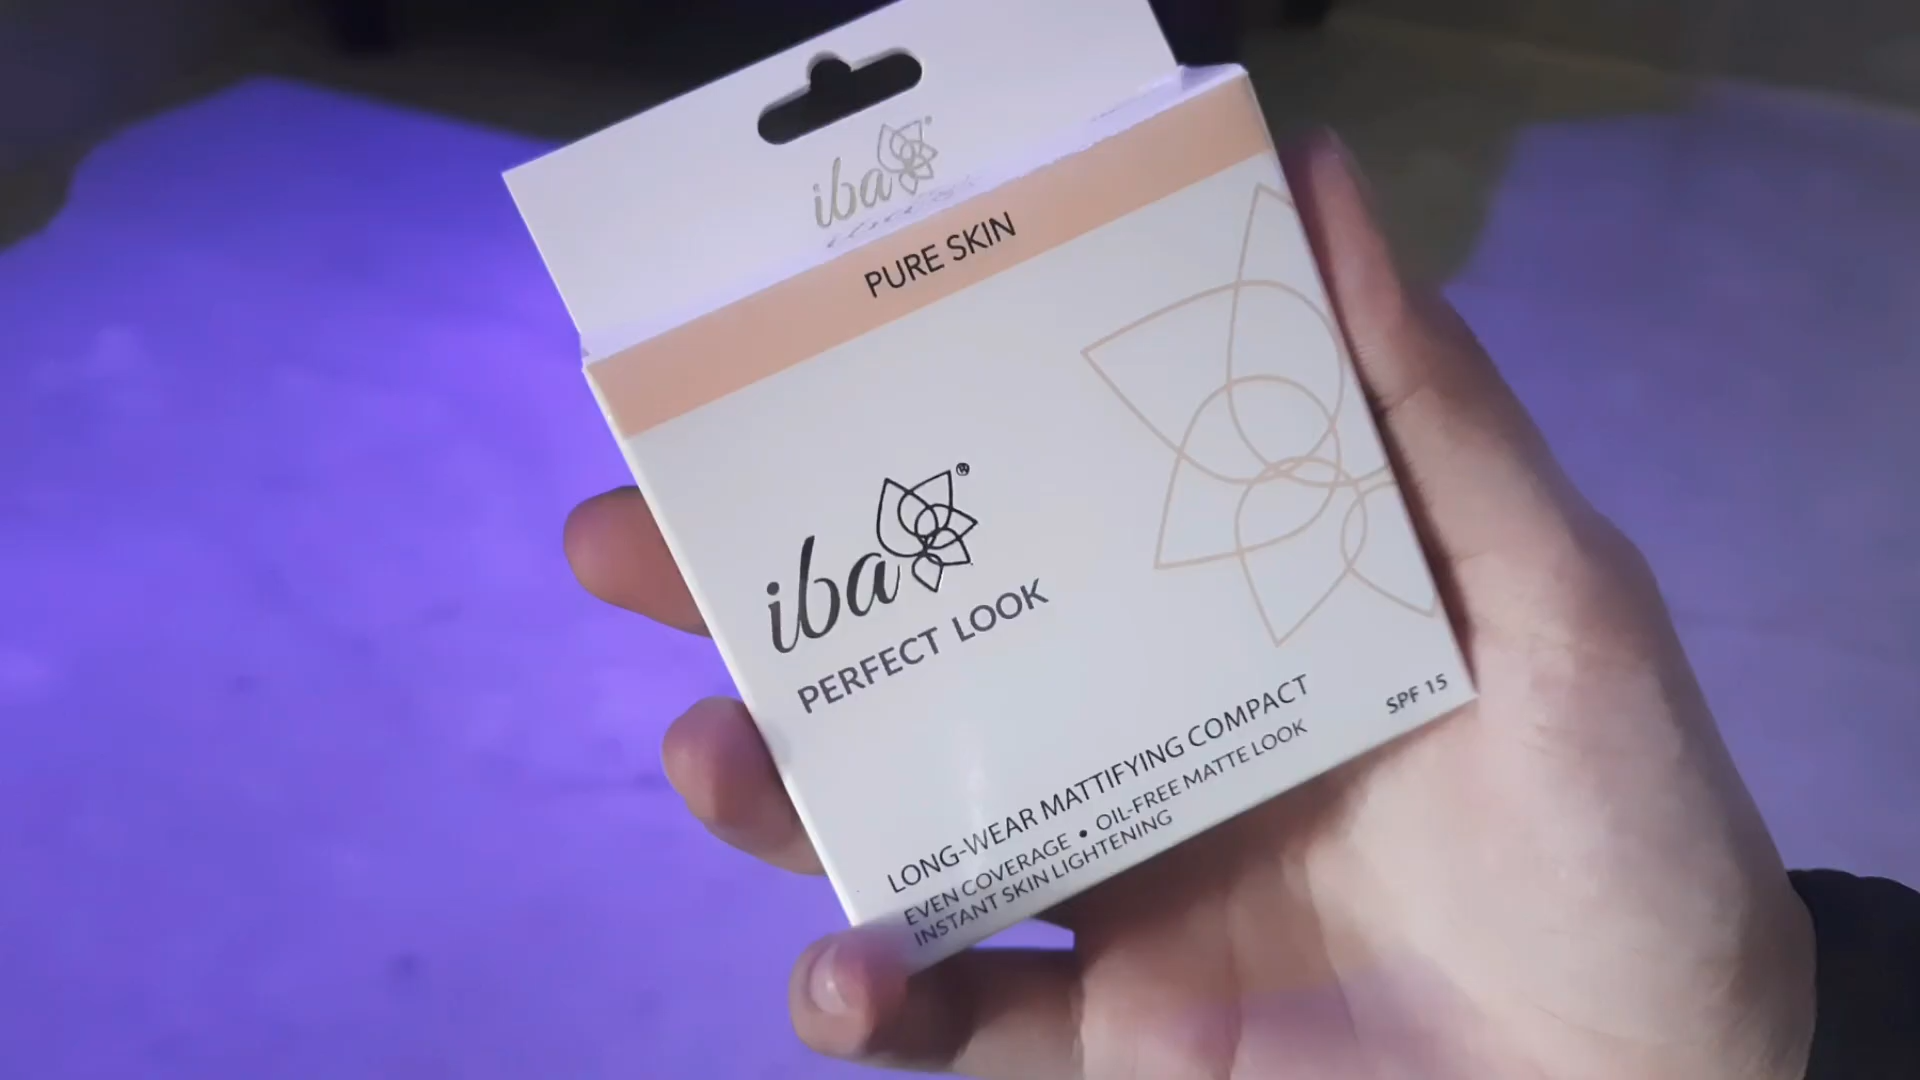 iba
PURE SKIN
iba®
PERFECT LOOK
LONG-WEAR MATTIFYING COMPACT
EVEN COVERAGE • OIL-FREE MATTE LOOK
INSTANT SKIN LIGHTENING
SPF 15